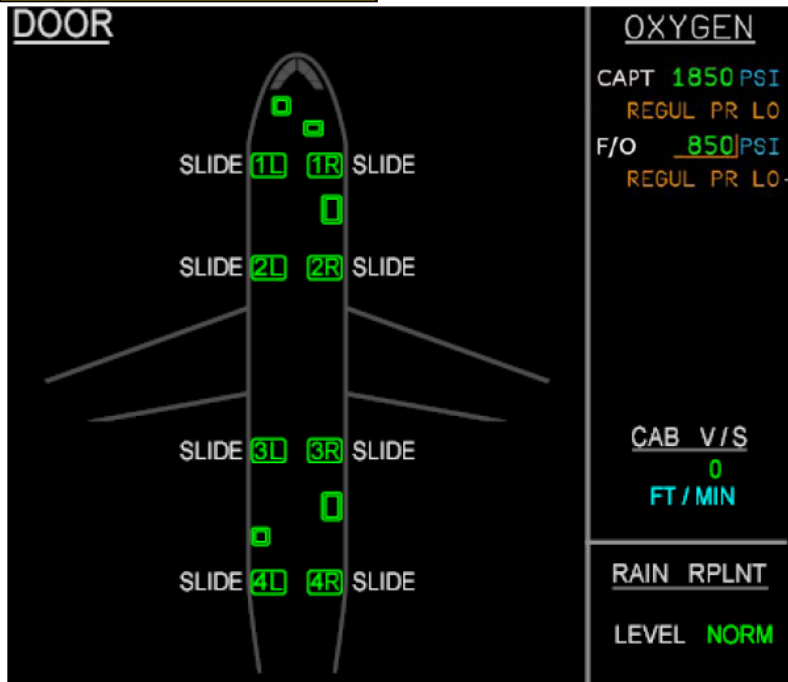 DOOR
SLIDE 1L 1R SLIDE
SLIDE 2L 2R SLIDE
SLIDE 3L 3R SLIDE
SLIDE 4L 4R SLIDE
OXYGEN
CAPT 1850 PSI
REGUL PR LO
F/O 850 PSI
REGUL PR LO
CAB V/S
0
FT / MIN
RAIN RPLNT
LEVEL NORM